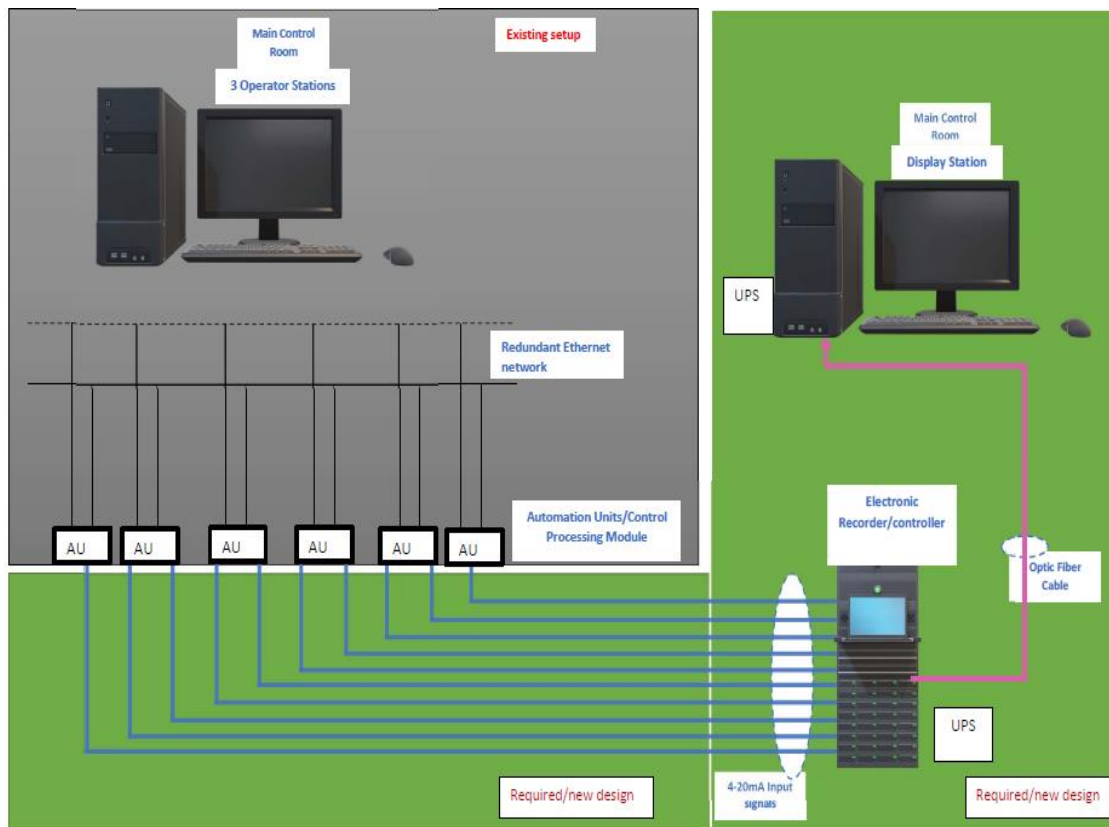 Main Control
Room
3 Operator Stations
Existing setup
Main Control
Room
Display Station
UPS
Redundant Ethernet
network
Automation Units/Control
Processing Module
AU
AU
AU
AU
AU
AU
Electronic
Recorder/controller
Optic Fiber
Cable
UPS
4-20mA Input
signals
Required/new design
Required/new design